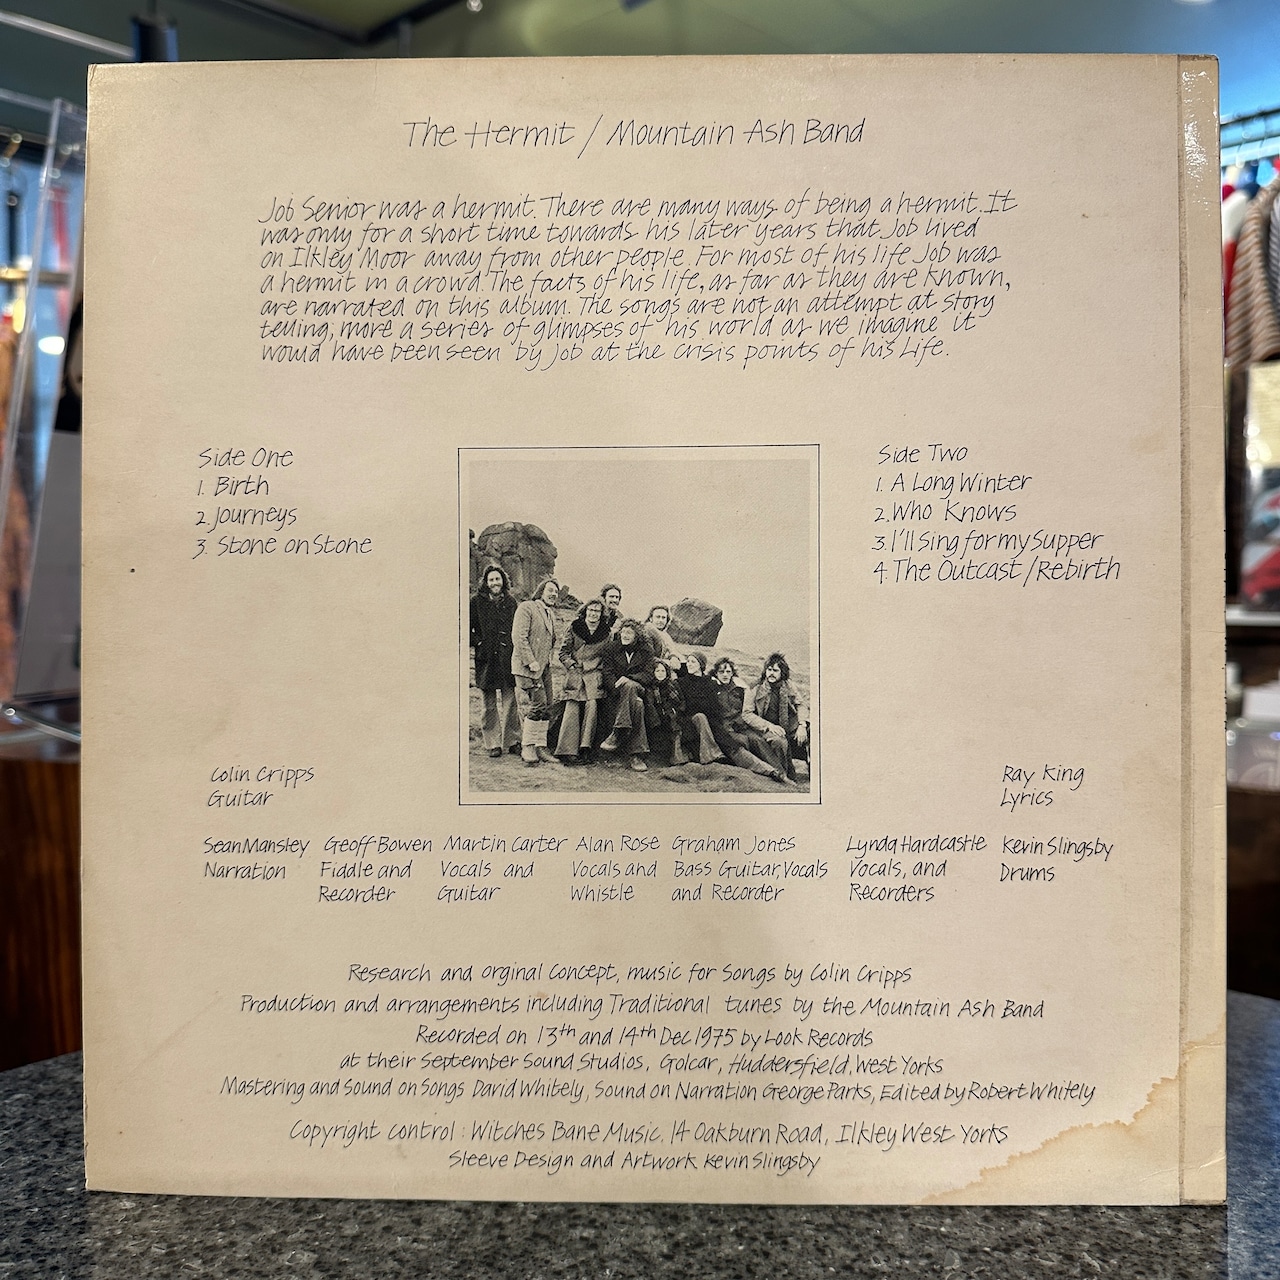 The Hermit / Mountain Ash Band
Job Senior was a hermit. There are many ways of being a hermit. It
was only for a short time towards his later years that Job lived
on Ilkley Moor away from other people. For most of his life Job was
a hermit in a crowd. The facts of his life, as far as they are known,
are narrated on this album. The songs are not an attempt at story
telling; more a series of glimpses of his world as we imagine it
would have been seen by Job at the crisis points of his life.
Side One
1. Birth
2. Journeys
3. Stone on Stone
Side Two
1. A Long Winter
2. Who Knows
3. I'll Sing for my Supper
4. The Outcast / Rebirth
Colin Cripps
Guitar
Ray King
Lyrics
Sean Mansley
Narration
Geoff Bowen
Fiddle and
Recorder
Martin Carter
Vocals and
Guitar
Alan Rose
Vocals and
Whistle
Graham Jones
Bass Guitar, Vocals
and Recorder
Lynda Hardcastle
Vocals, and
Recorders
Kevin Slingsby
Drums
Research and orginal Concept, music for Songs by Colin Cripps
Production and arrangements including Traditional tunes by the Mountain Ash Band
Recorded on 13th and 14th Dec 1975 by Look Records
at their September Sound Studios, Golcar, Huddersfield, West Yorks
Mastering and Sound on Songs David Whitely, Sound on Narration George Parks, Edited by Robert Whitely
Copyright control : Witches Bane Music, 14 Oakburn Road, Ilkley West Yorks
Sleeve Design and Artwork Kevin Slingsby